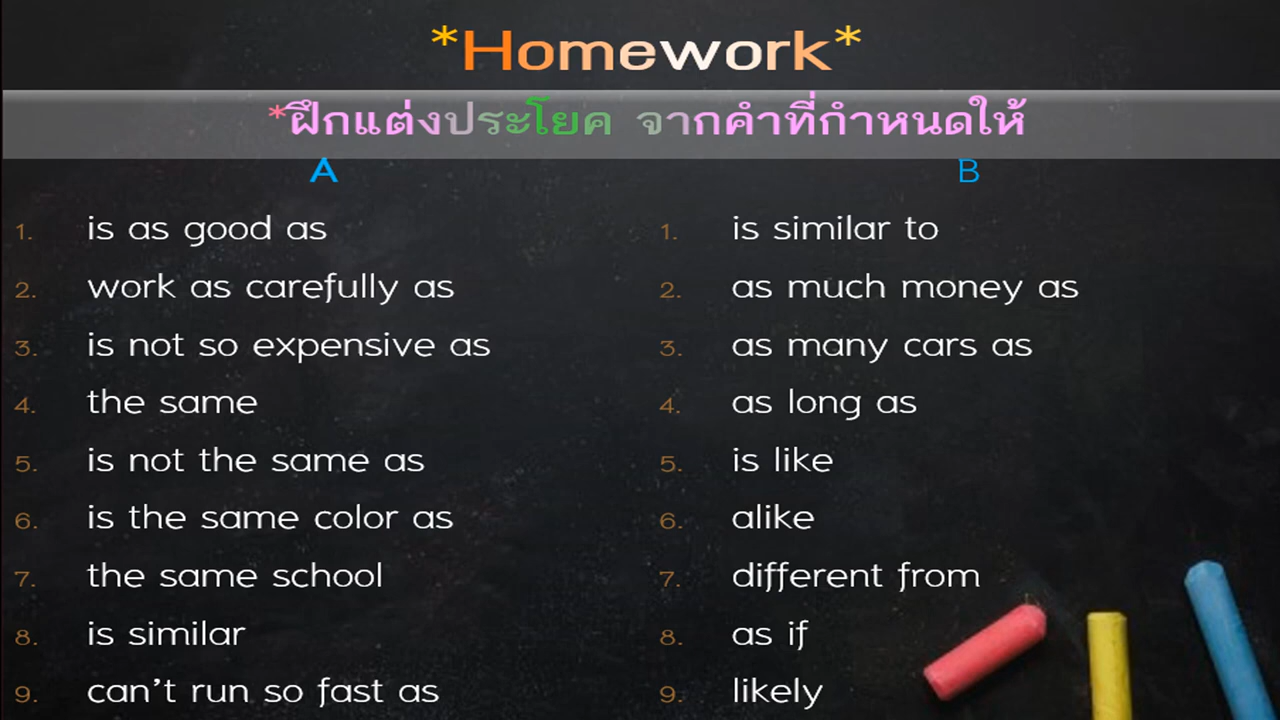 *Homework*
*ฝึกแต่งประโยค จากคำที่กำหนดให้
A
1. is as good as
2. work as carefully as
3. is not so expensive as
4. the same
5. is not the same as
6. is the same color as
7. the same school
8. is similar
9. can't run so fast as
B
1. is similar to
2. as much money as
3. as many cars as
4. as long as
5. is like
6. alike
7. different from
8. as if
9. likely